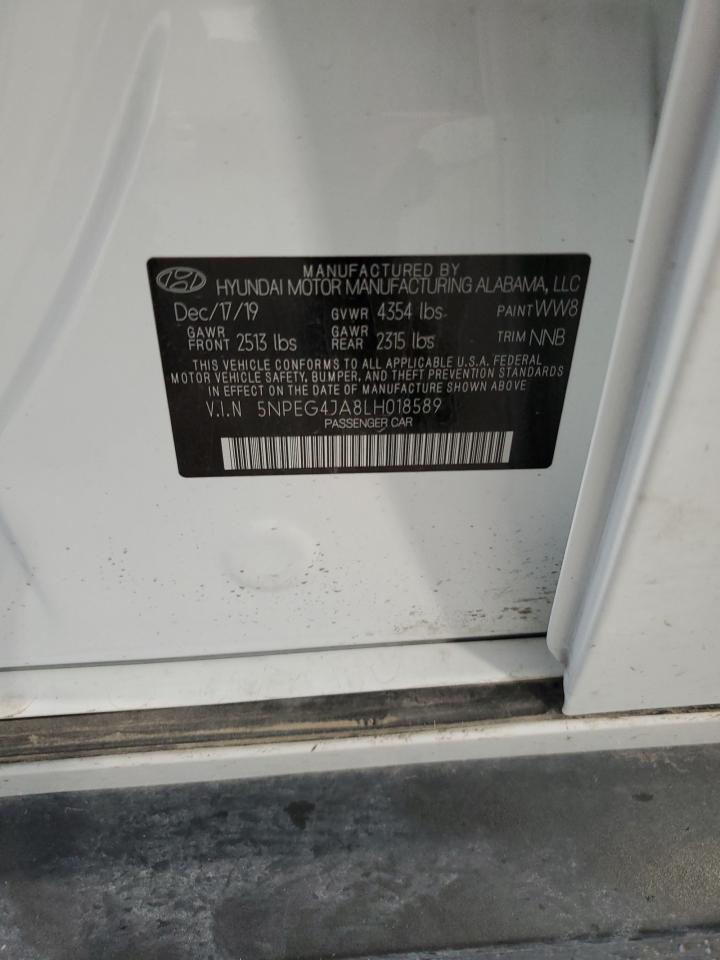 MANUFACTURED BY
HYUNDAI MOTOR MANUFACTURING ALABAMA, LLC
Dec/17/19 GVWR 4354 lbs. PAINT WW8
GAWR FRONT 2513 lbs GAWR REAR 2315 lbs TRIM NNB
THIS VEHICLE CONFORMS TO ALL APPLICABLE U.S.A. FEDERAL
MOTOR VEHICLE SAFETY, BUMPER, AND THEFT PREVENTION STANDARDS
IN EFFECT ON THE DATE OF MANUFACTURE SHOWN ABOVE
V.I.N 5NPEG4JA8LH018589
PASSENGER CAR